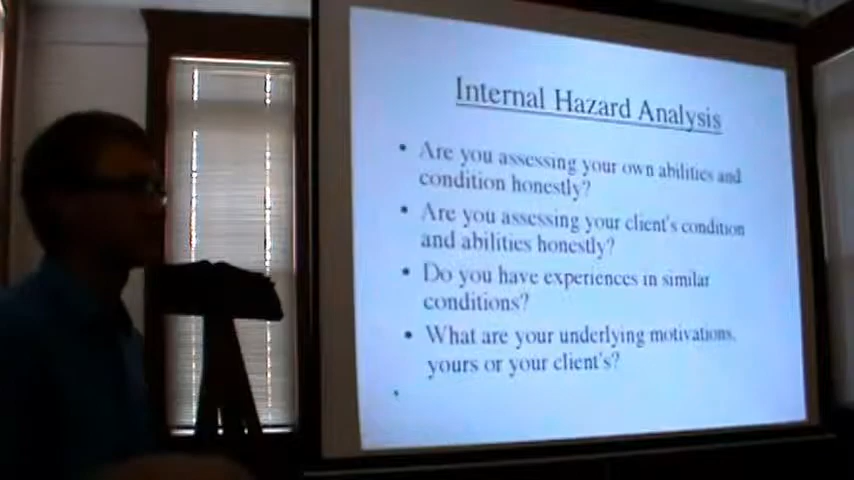 Internal Hazard Analysis
• Are you assessing your own abilities and
condition honestly?
• Are you assessing your client's condition
and abilities honestly?
• Do you have experiences in similar
conditions?
• What are your underlying motivations,
yours or your client's?
•